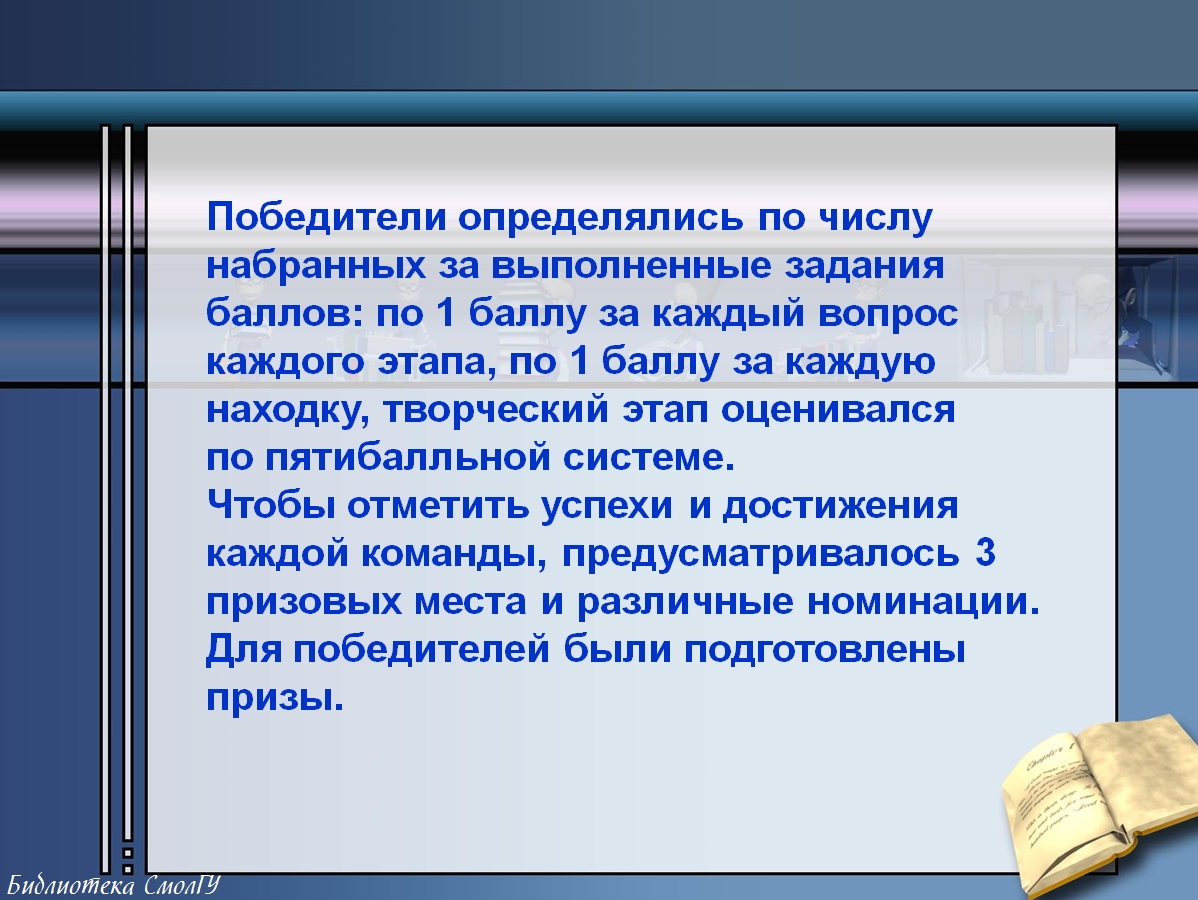 Победители определялись по числу
набранных за выполненные задания
баллов: по 1 баллу за каждый вопрос
каждого этапа, по 1 баллу за каждую
находку, творческий этап оценивался
по пятибалльной системе.
Чтобы отметить успехи и достижения
каждой команды, предусматривалось 3
призовых места и различные номинации.
Для победителей были подготовлены
призы.
Chapter 1
Библиотека СмолГУ